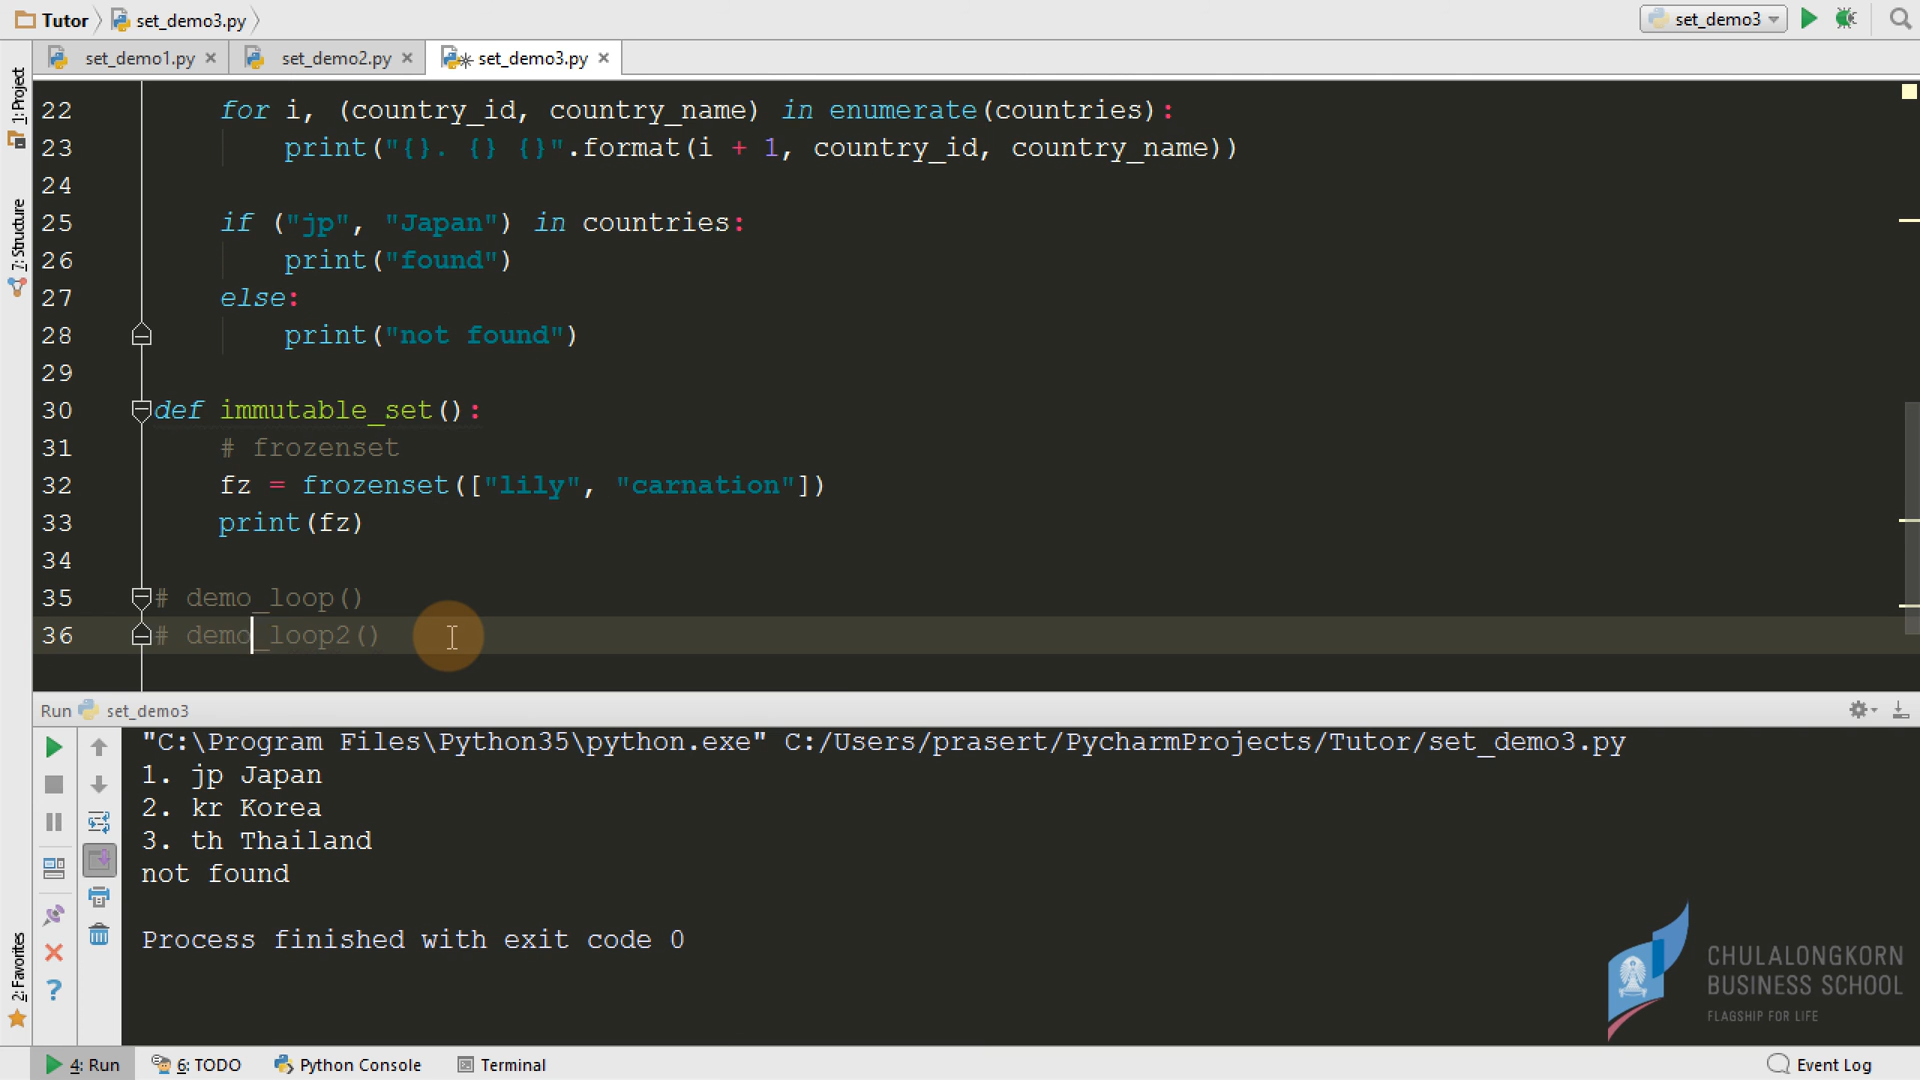 Tutor
set_demo3.py
set_demo3
set_demo1.py
set_demo2.py
set_demo3.py
1: Project
7: Structure
2: Favorites
22 for i, (country_id, country_name) in enumerate(countries):
23 print("{}. {} {}".format(i + 1, country_id, country_name))
24
25 if ("jp", "Japan") in countries:
26 print("found")
27 else:
28 print("not found")
29
30 def immutable_set():
31 # frozenset
32 fz = frozenset(["lily", "carnation"])
33 print(fz)
34
35 # demo_loop()
36 # demo_loop2()
Run set_demo3
"C:\Program Files\Python35\python.exe" C:/Users/prasert/PycharmProjects/Tutor/set_demo3.py
1. jp Japan
2. kr Korea
3. th Thailand
not found
Process finished with exit code 0
CHULALONGKORN
BUSINESS SCHOOL
FLAGSHIP FOR LIFE
4: Run
6: TODO
Python Console
Terminal
Event Log